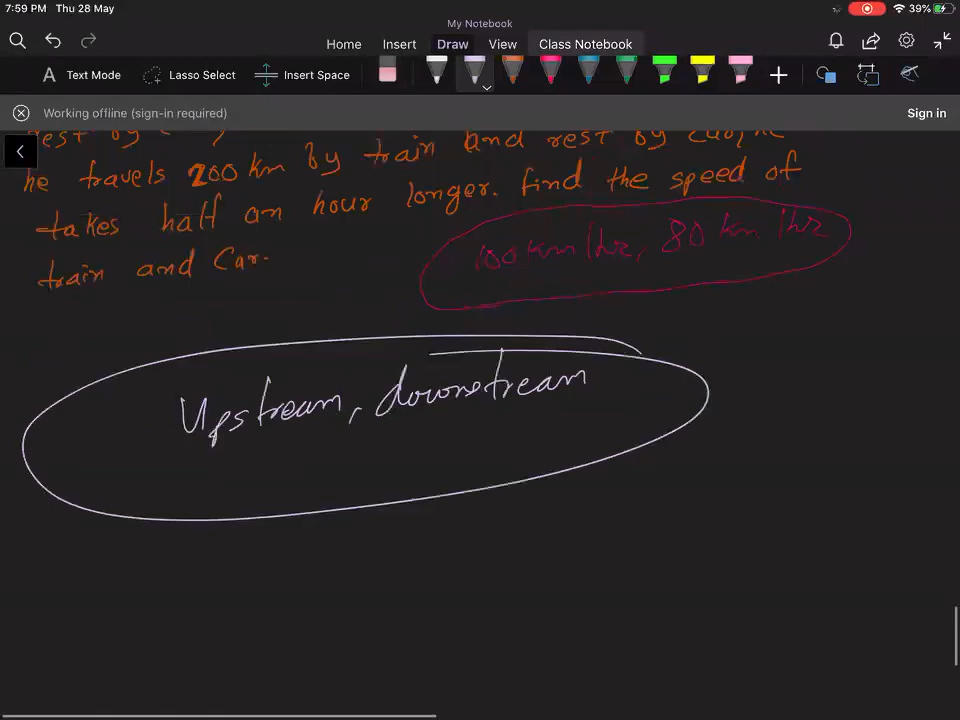 7:59 PM Thu 28 May
39%
My Notebook
Home Insert Draw View Class Notebook
Text Mode Lasso Select Insert Space
Working offline (sign-in required)
Sign in
rest by
he travels 200 km by train and rest by car, he
takes half an hour longer. find the speed of
train and Car.
100 km/hr, 80 km/hr
Upstream, downstream